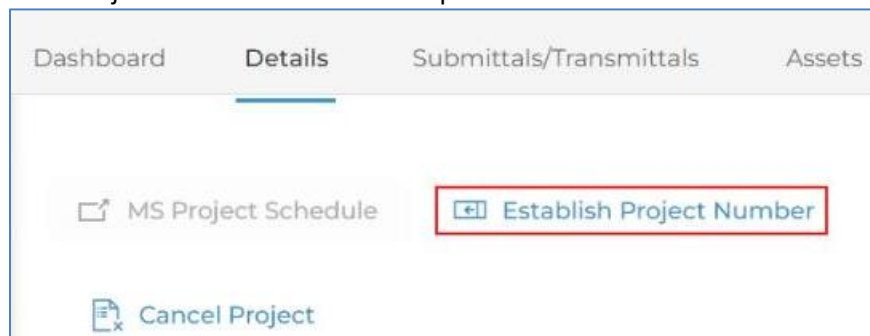 Dashboard Details Submittals/Transmittals Assets
MS Project Schedule Establish Project Number
Cancel Project